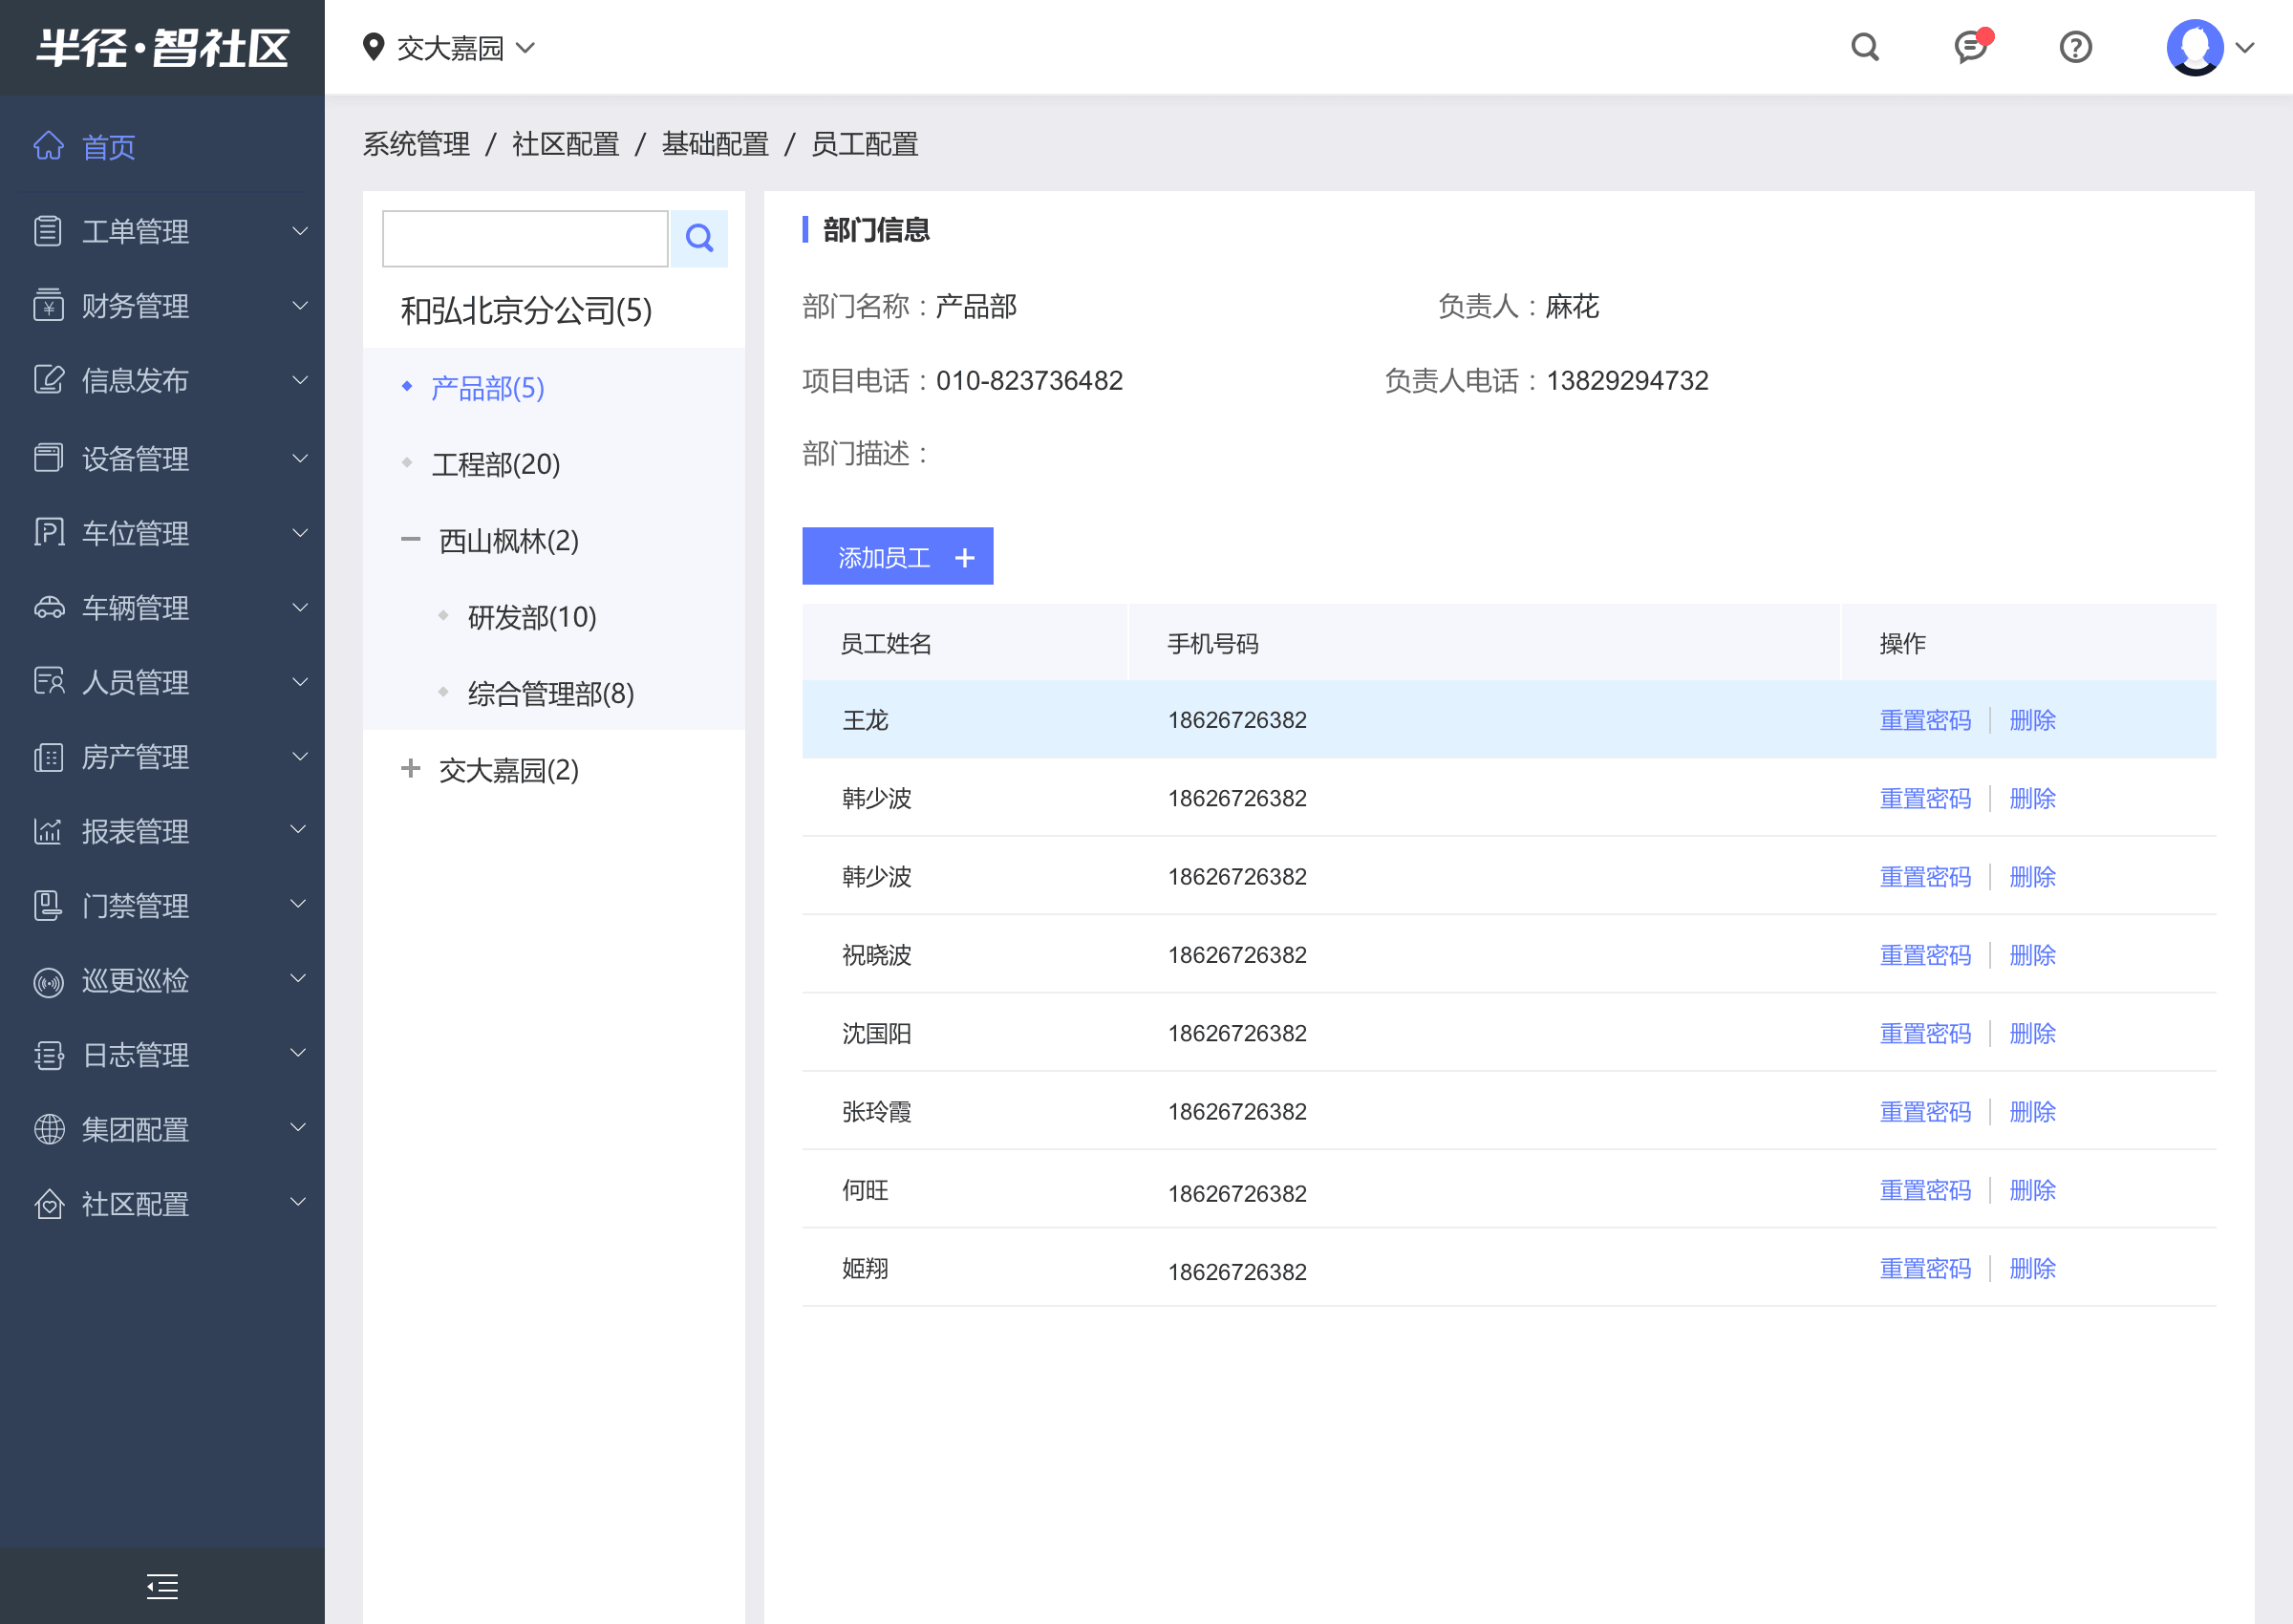 半径·智社区
交大嘉园
首页
工单管理
财务管理
信息发布
设备管理
车位管理
车辆管理
人员管理
房产管理
报表管理
门禁管理
巡更巡检
日志管理
集团配置
社区配置
系统管理 / 社区配置 / 基础配置 / 员工配置
和弘北京分公司(5)
产品部(5)
工程部(20)
西山枫林(2)
研发部(10)
综合管理部(8)
交大嘉园(2)
部门信息
部门名称：产品部 负责人：麻花
项目电话：010-823736482 负责人电话：13829294732
部门描述：
添加员工 +
员工姓名 手机号码 操作
王龙 18626726382 重置密码 | 删除
韩少波 18626726382 重置密码 | 删除
韩少波 18626726382 重置密码 | 删除
祝晓波 18626726382 重置密码 | 删除
沈国阳 18626726382 重置密码 | 删除
张玲霞 18626726382 重置密码 | 删除
何旺 18626726382 重置密码 | 删除
姬翔 18626726382 重置密码 | 删除